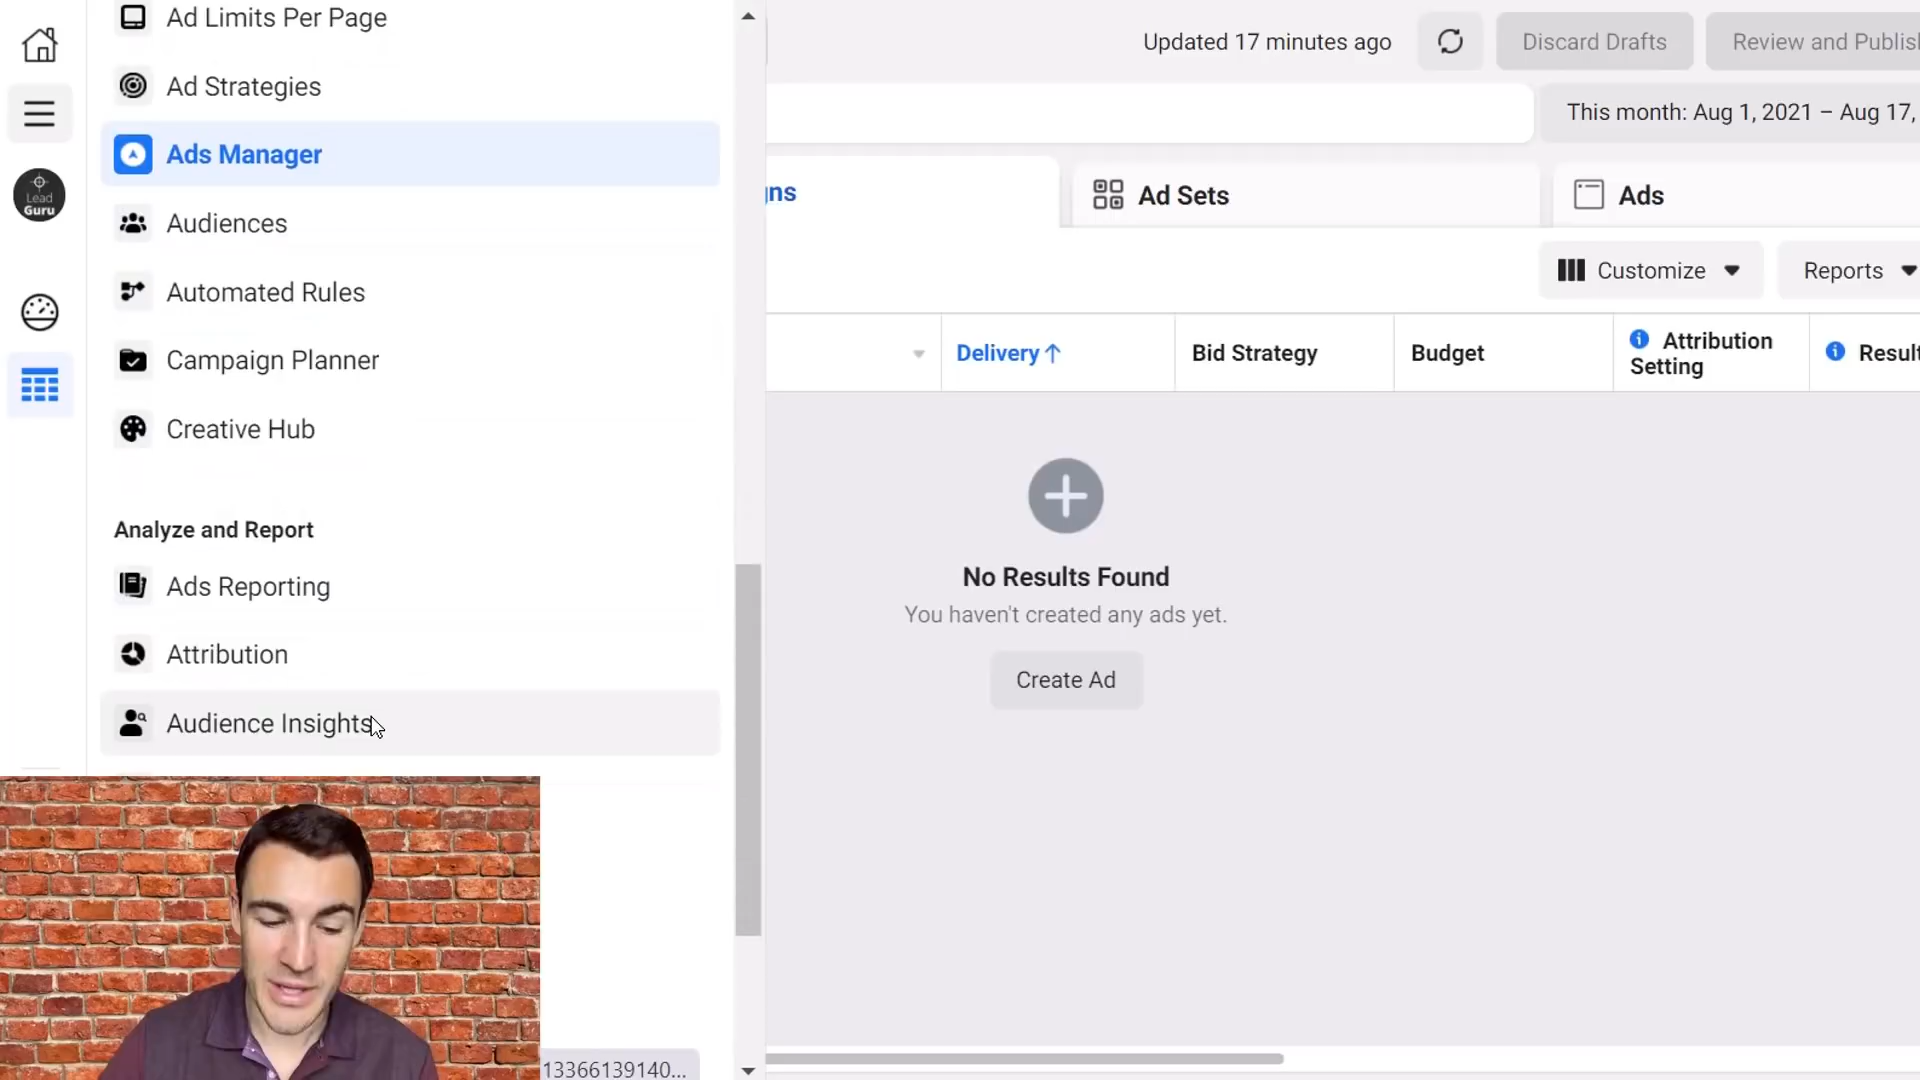 Ad Limits Per Page
Ad Strategies
Ads Manager
Audiences
Automated Rules
Campaign Planner
Creative Hub
Analyze and Report
Ads Reporting
Attribution
Audience Insights
Lead
Guru
Updated 17 minutes ago
Discard Drafts
Review and Publis
This month: Aug 1, 2021 – Aug 17,
ns
Ad Sets
Ads
Customize
Reports
Delivery↑
Bid Strategy
Budget
Attribution
Setting
Result
No Results Found
You haven't created any ads yet.
Create Ad
13366139140...